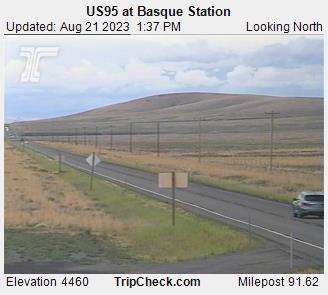 US95 at Basque Station
Updated: Aug 21 2023 1:37 PM Looking North
Elevation 4460 TripCheck.com Milepost 91.62